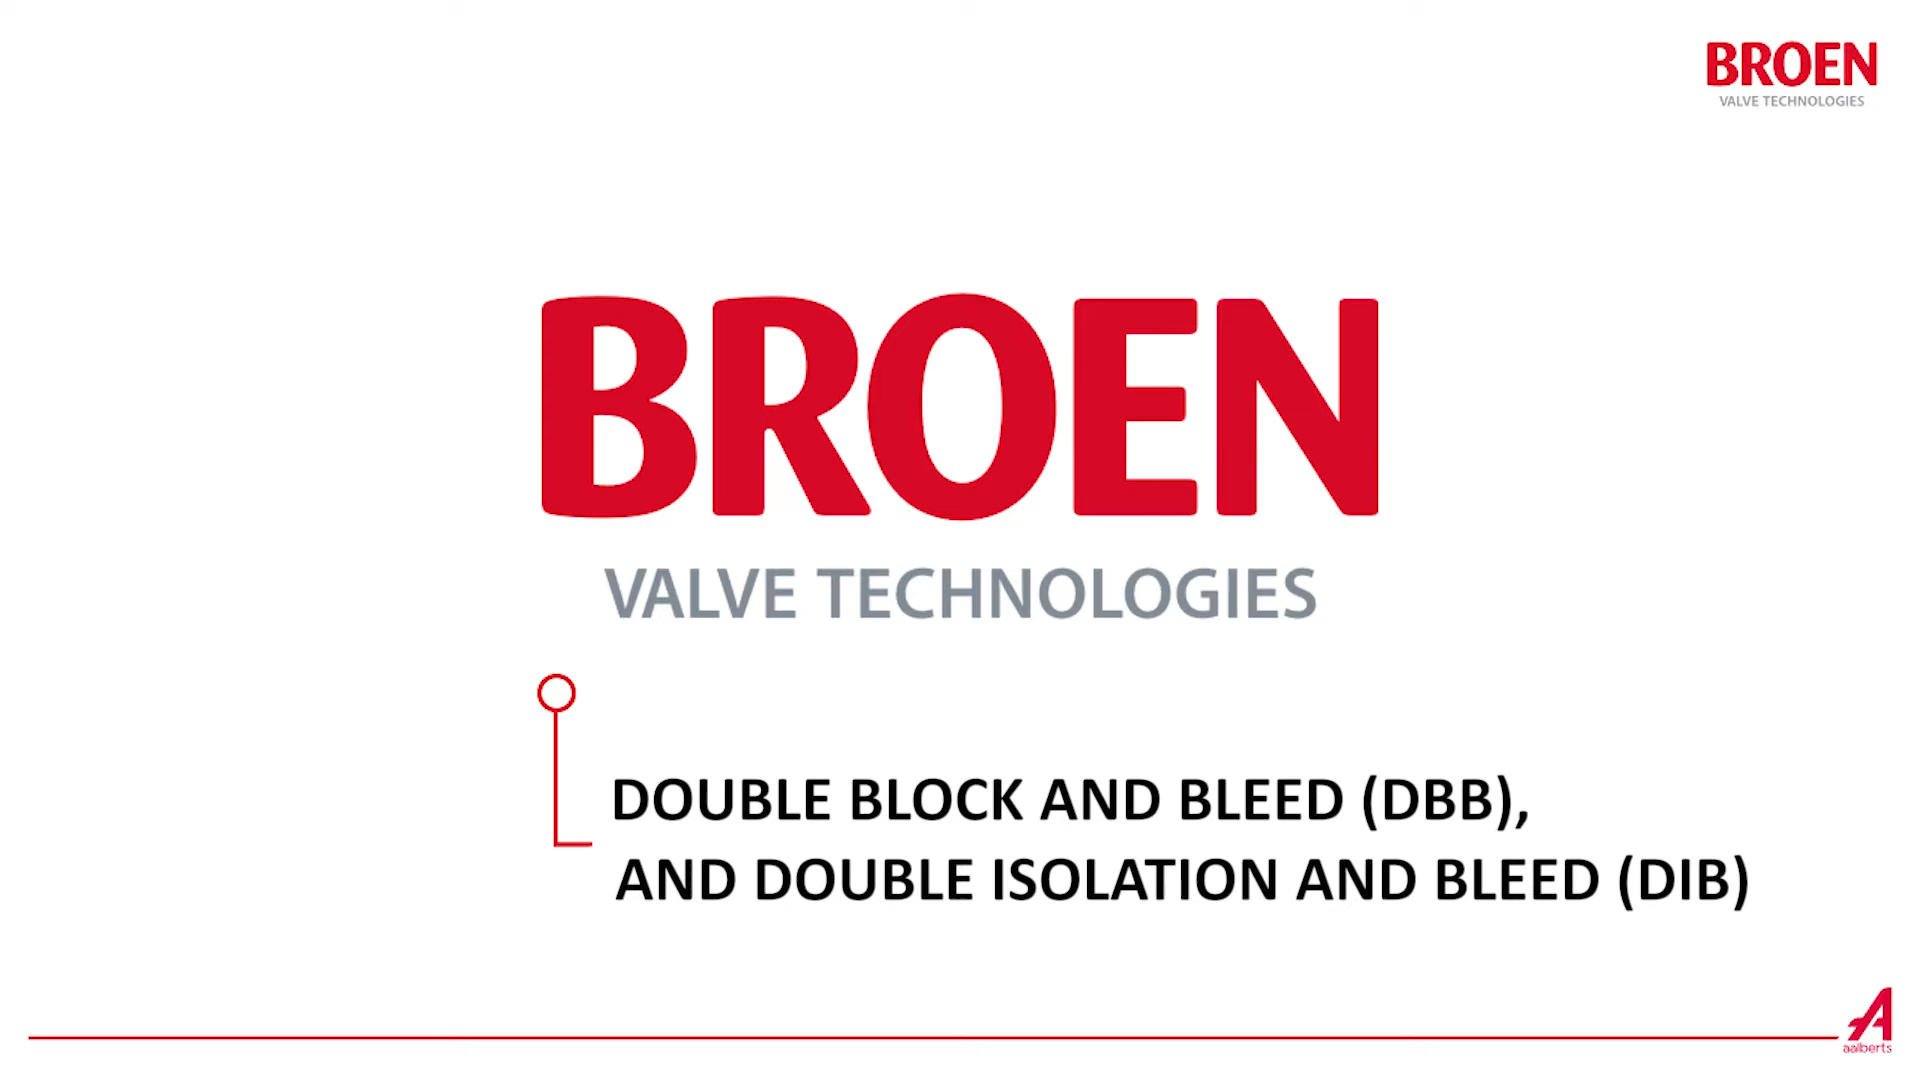 BROEN
VALVE TECHNOLOGIES
BROEN
VALVE TECHNOLOGIES
DOUBLE BLOCK AND BLEED (DBB),
AND DOUBLE ISOLATION AND BLEED (DIB)
aalberts